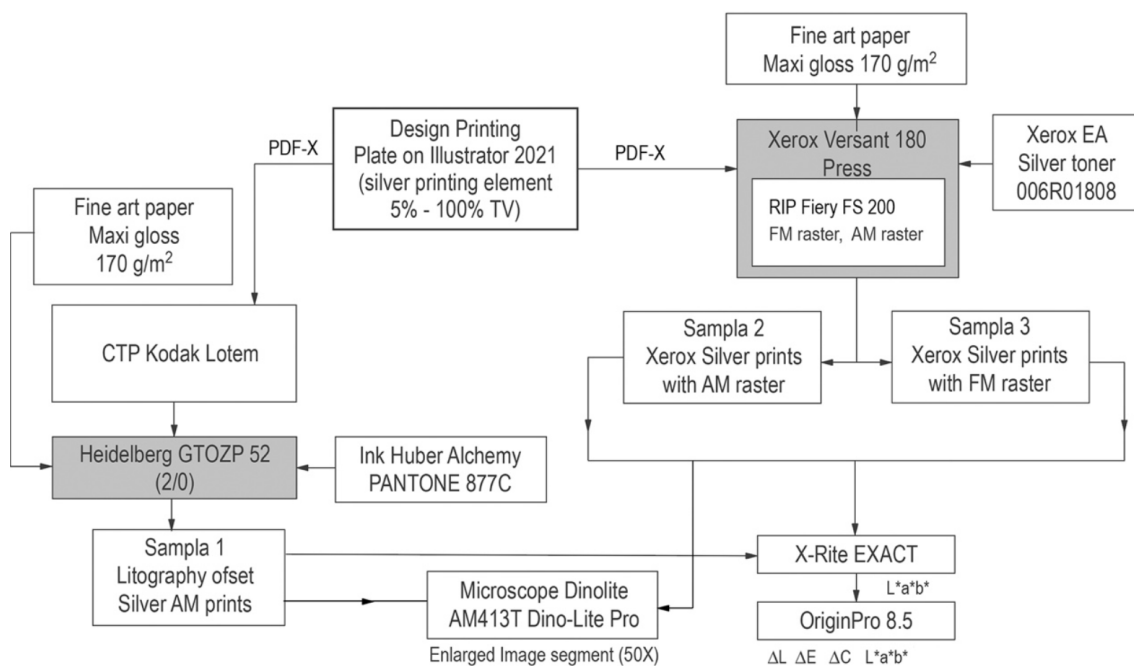 Fine art paper
Maxi gloss 170 g/m²
Design Printing
Plate on Illustrator 2021
(silver printing element
5% - 100% TV)
PDF-X
PDF-X
Xerox Versant 180
Press
RIP Fiery FS 200
FM raster, AM raster
Xerox EA
Silver toner
006R01808
Fine art paper
Maxi gloss
170 g/m²
CTP Kodak Lotem
Sampla 2
Xerox Silver prints
with AM raster
Sampla 3
Xerox Silver prints
with FM raster
Heidelberg GTOZP 52
(2/0)
Ink Huber Alchemy
PANTONE 877C
Sampla 1
Litography ofset
Silver AM prints
Microscope Dinolite
AM413T Dino-Lite Pro
Enlarged Image segment (50X)
X-Rite EXACT
L*a*b*
OriginPro 8.5
ΔL ΔE ΔC L*a*b*